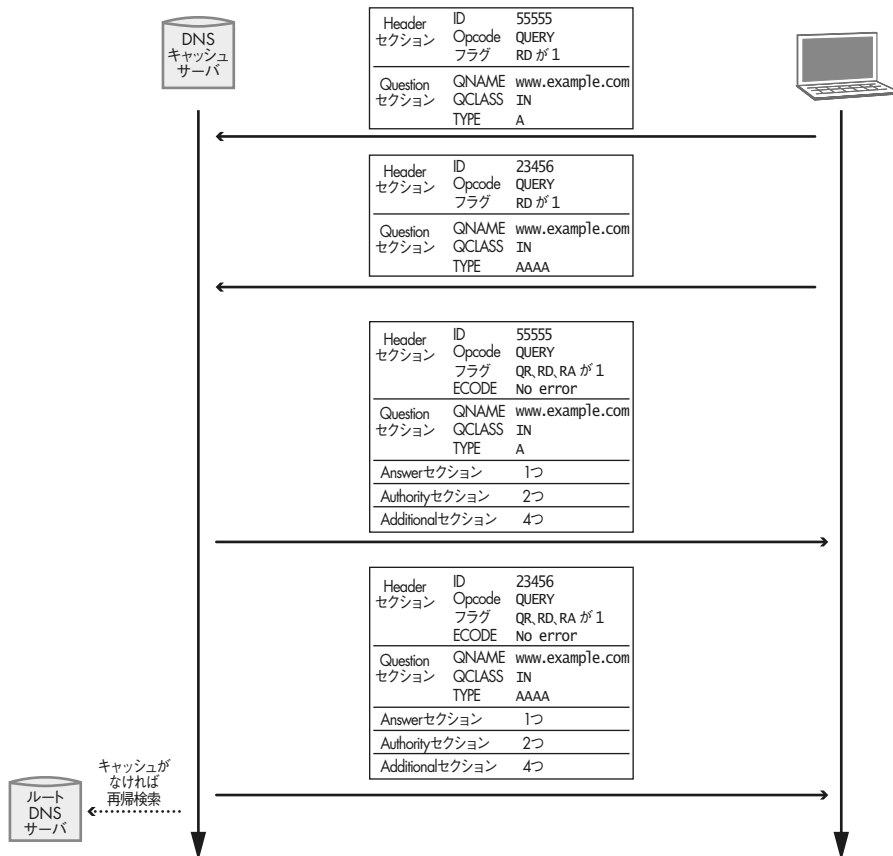 DNS
キャッシュ
サーバ
Header
セクション
ID 55555
Opcode QUERY
フラグ RD が 1
Question
セクション
QNAME www.example.com
QCLASS IN
TYPE A
Header
セクション
ID 23456
Opcode QUERY
フラグ RD が 1
Question
セクション
QNAME www.example.com
QCLASS IN
TYPE AAAA
Header
セクション
ID 55555
Opcode QUERY
フラグ QR、RD、RA が 1
ECODE No error
Question
セクション
QNAME www.example.com
QCLASS IN
TYPE A
Answerセクション 1つ
Authorityセクション 2つ
Additionalセクション 4つ
Header
セクション
ID 23456
Opcode QUERY
フラグ QR、RD、RA が 1
ECODE No error
Question
セクション
QNAME www.example.com
QCLASS IN
TYPE AAAA
Answerセクション 1つ
Authorityセクション 2つ
Additionalセクション 4つ
キャッシュが
なければ
再帰検索
ルート
DNS
サーバ